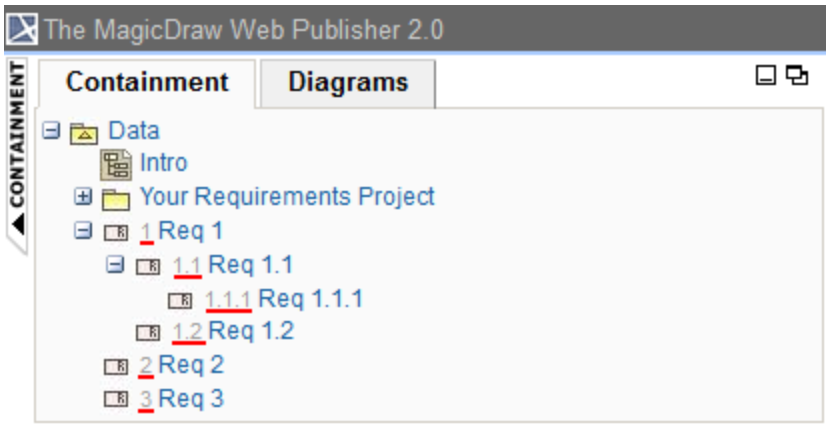 The MagicDraw Web Publisher 2.0
CONTAINMENT
Containment Diagrams
Data
Intro
Your Requirements Project
1 Req 1
1.1 Req 1.1
1.1.1 Req 1.1.1
1.2 Req 1.2
2 Req 2
3 Req 3